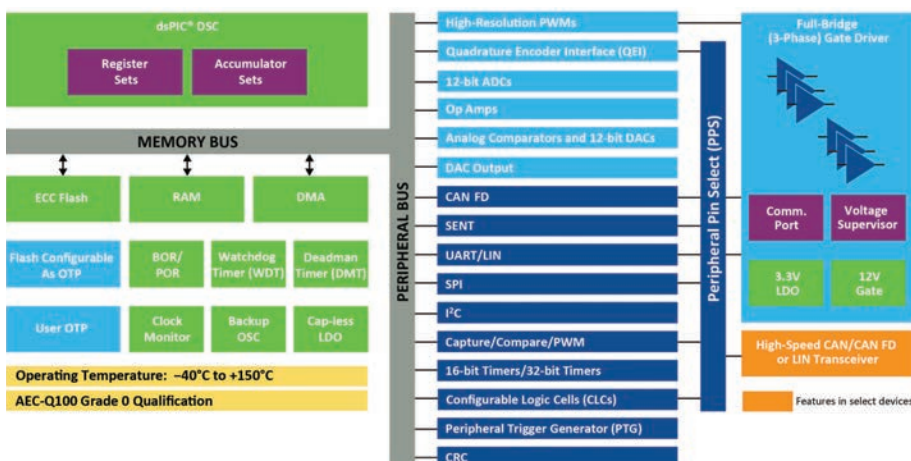 dsPIC® DSC
Register
Sets
Accumulator
Sets
MEMORY BUS
ECC Flash
RAM
DMA
Flash Configurable
As OTP
BOR/
POR
Watchdog
Timer (WDT)
Deadman
Timer (DMT)
User OTP
Clock
Monitor
Backup
OSC
Cap-less
LDO
Operating Temperature: –40°C to +150°C
AEC-Q100 Grade 0 Qualification
PERIPHERAL BUS
High-Resolution PWMs
Quadrature Encoder Interface (QEI)
12-bit ADCs
Op Amps
Analog Comparators and 12-bit DACs
DAC Output
CAN FD
SENT
UART/LIN
SPI
I²C
Capture/Compare/PWM
16-bit Timers/32-bit Timers
Configurable Logic Cells (CLCs)
Peripheral Trigger Generator (PTG)
CRC
Peripheral Pin Select (PPS)
Full-Bridge
(3-Phase) Gate Driver
Comm.
Port
Voltage
Supervisor
3.3V
LDO
12V
Gate
High-Speed CAN/CAN FD
or LIN Transceiver
Features in select devices